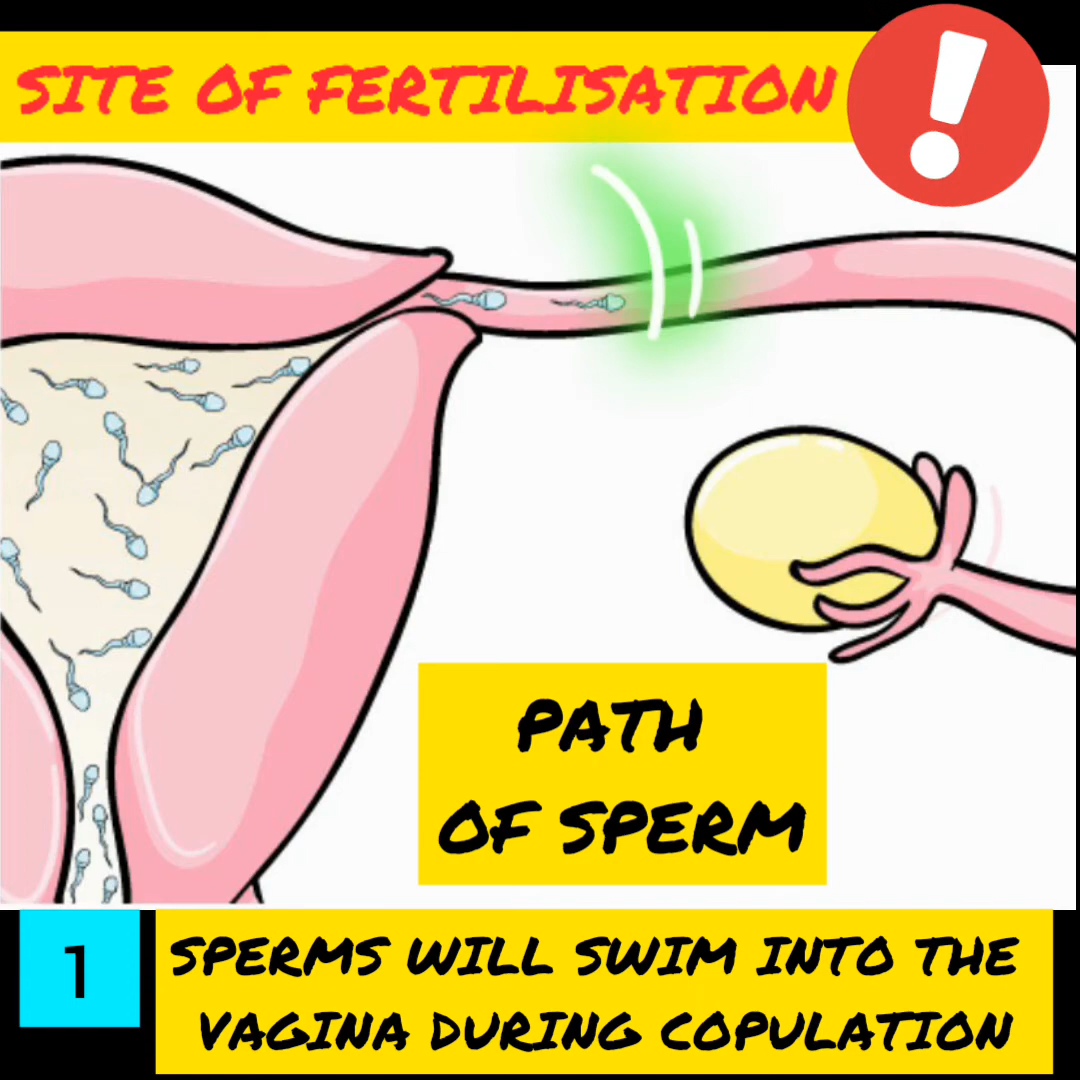 SITE OF FERTILISATION
PATH
OF SPERM
1
SPERMS WILL SWIM INTO THE
VAGINA DURING COPULATION